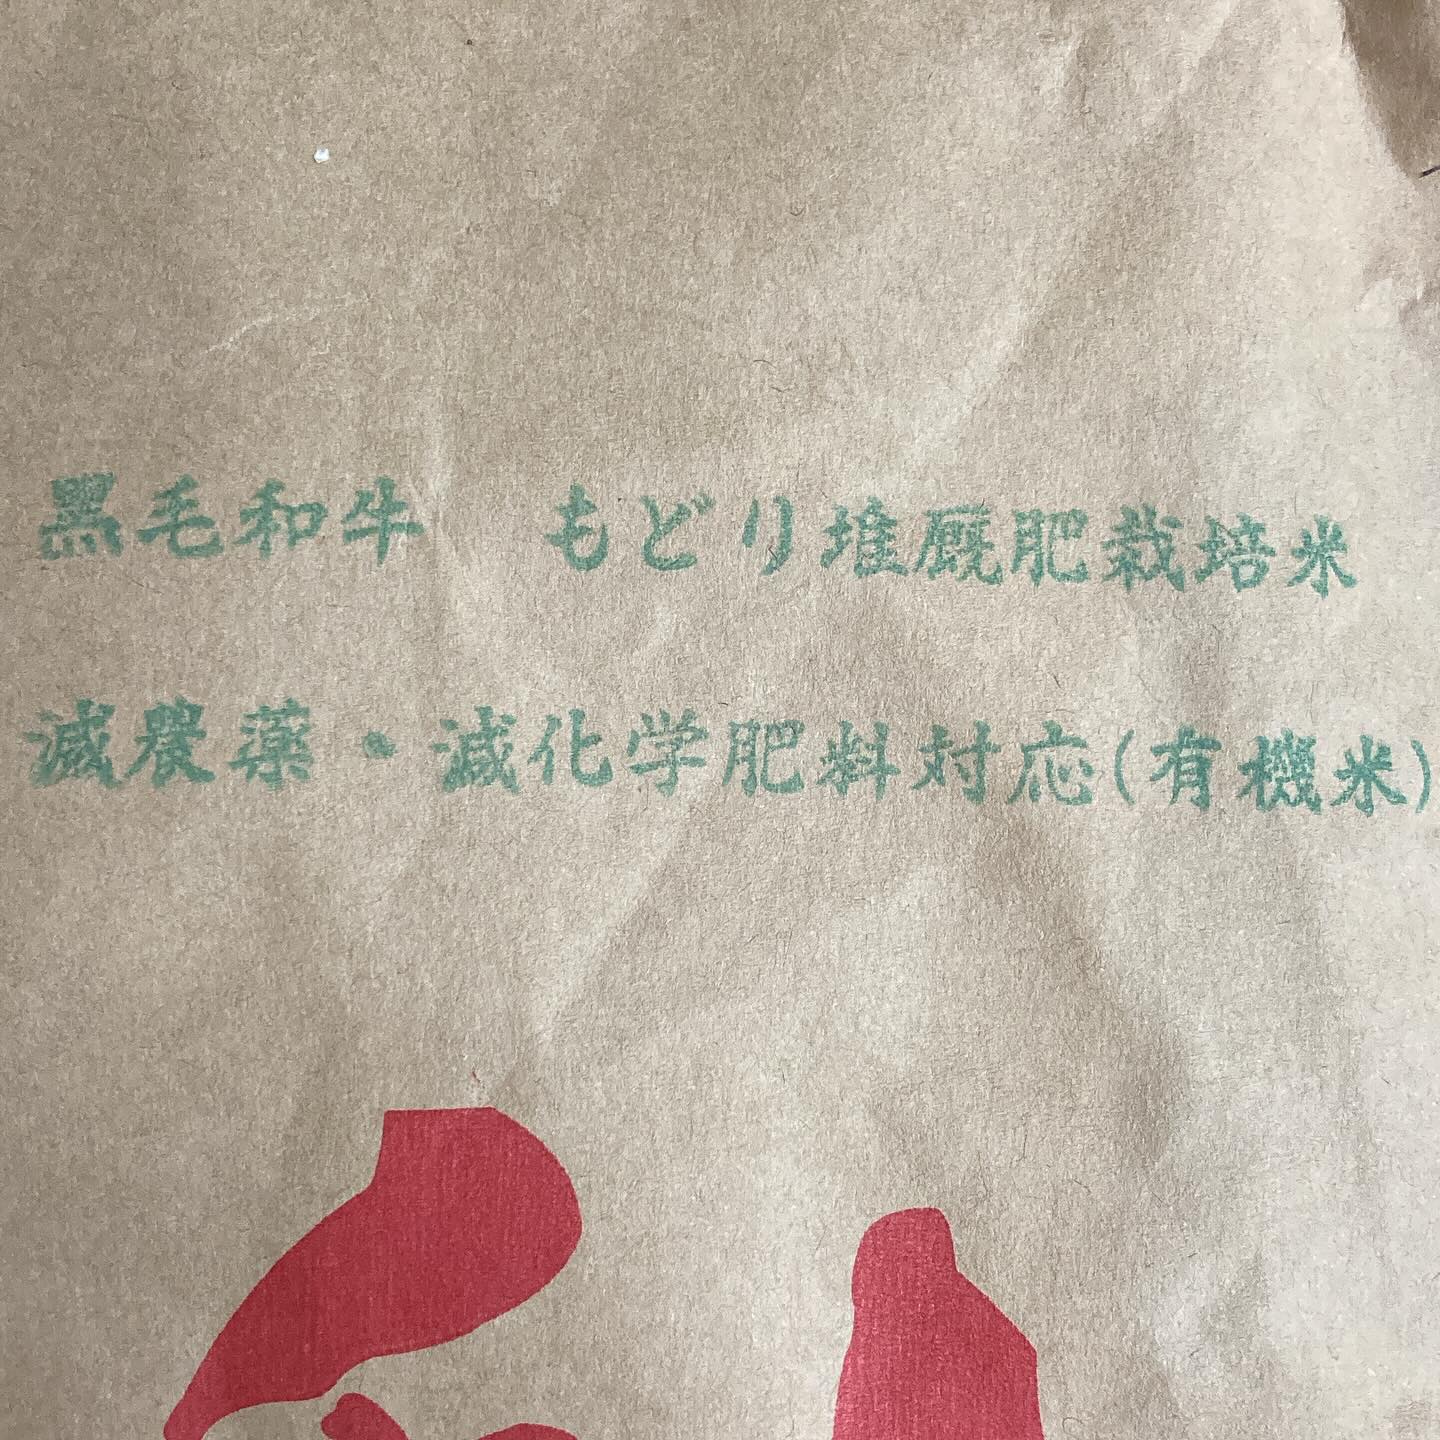 黒毛和牛　もどり堆厩肥栽培米
減農薬・減化学肥料対応(有機米)